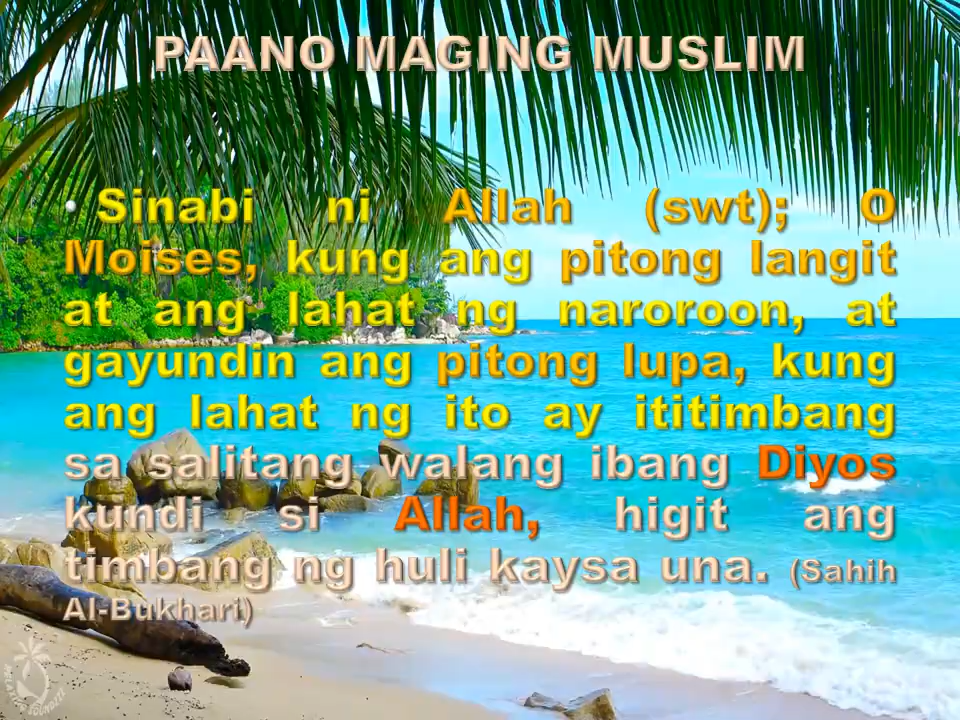 PAANO MAGING MUSLIM
• Sinabi ni Allah (swt); O
Moises, kung ang pitong langit
at ang lahat ng naroroon, at
gayundin ang pitong lupa, kung
ang lahat ng ito ay ititimbang
sa salitang walang ibang Diyos
kundi si Allah, higit ang
timbang ng huli kaysa una. (Sahih
Al-Bukhari)
RELAXING SOUNDZZZ